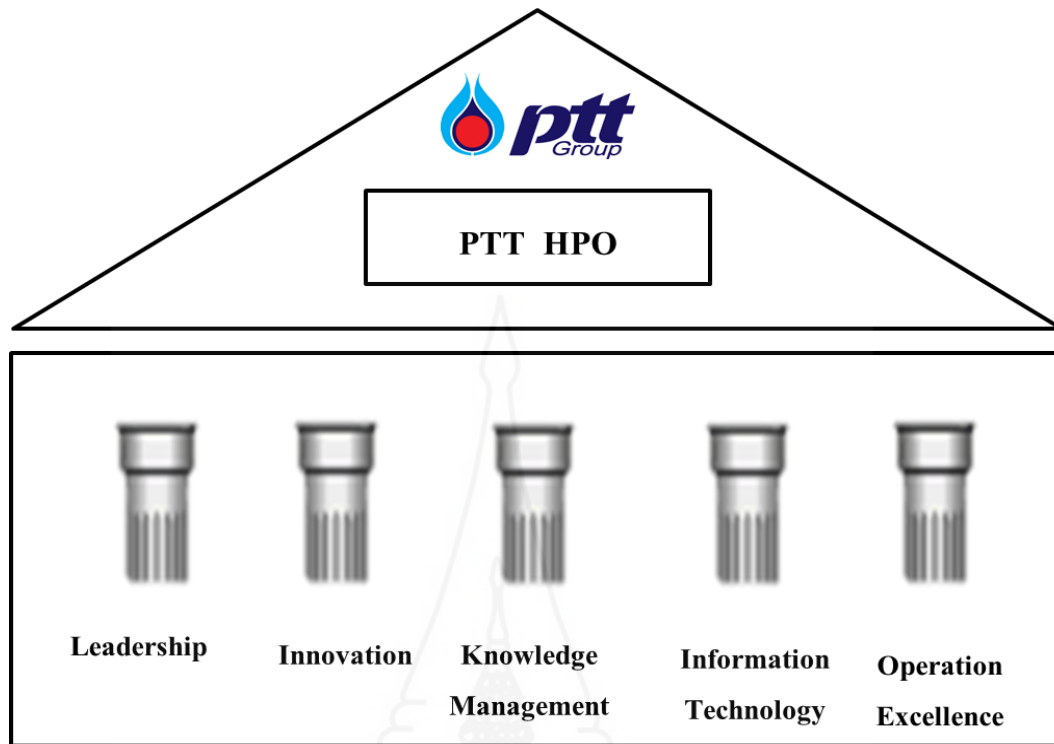 ptt
Group
PTT HPO
Leadership
Innovation
Knowledge
Management
Information
Technology
Operation
Excellence